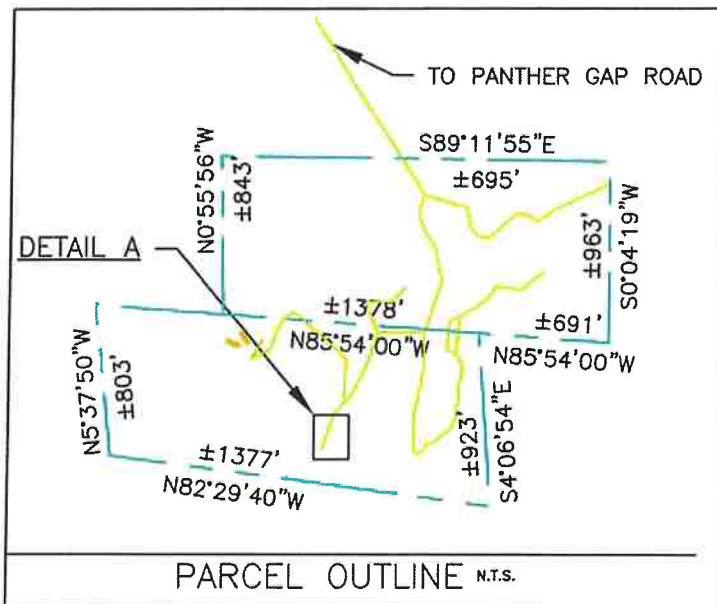 TO PANTHER GAP ROAD
S89°11'55"E
±695'
N0°55'56"W
±843'
S0°04'19"W
±963'
DETAIL A
±1378'
N85°54'00"W
±691'
N85°54'00"W
N5°37'50"W
±803'
±923'
S4°06'54"E
±1377'
N82°29'40"W
PARCEL OUTLINE N.T.S.